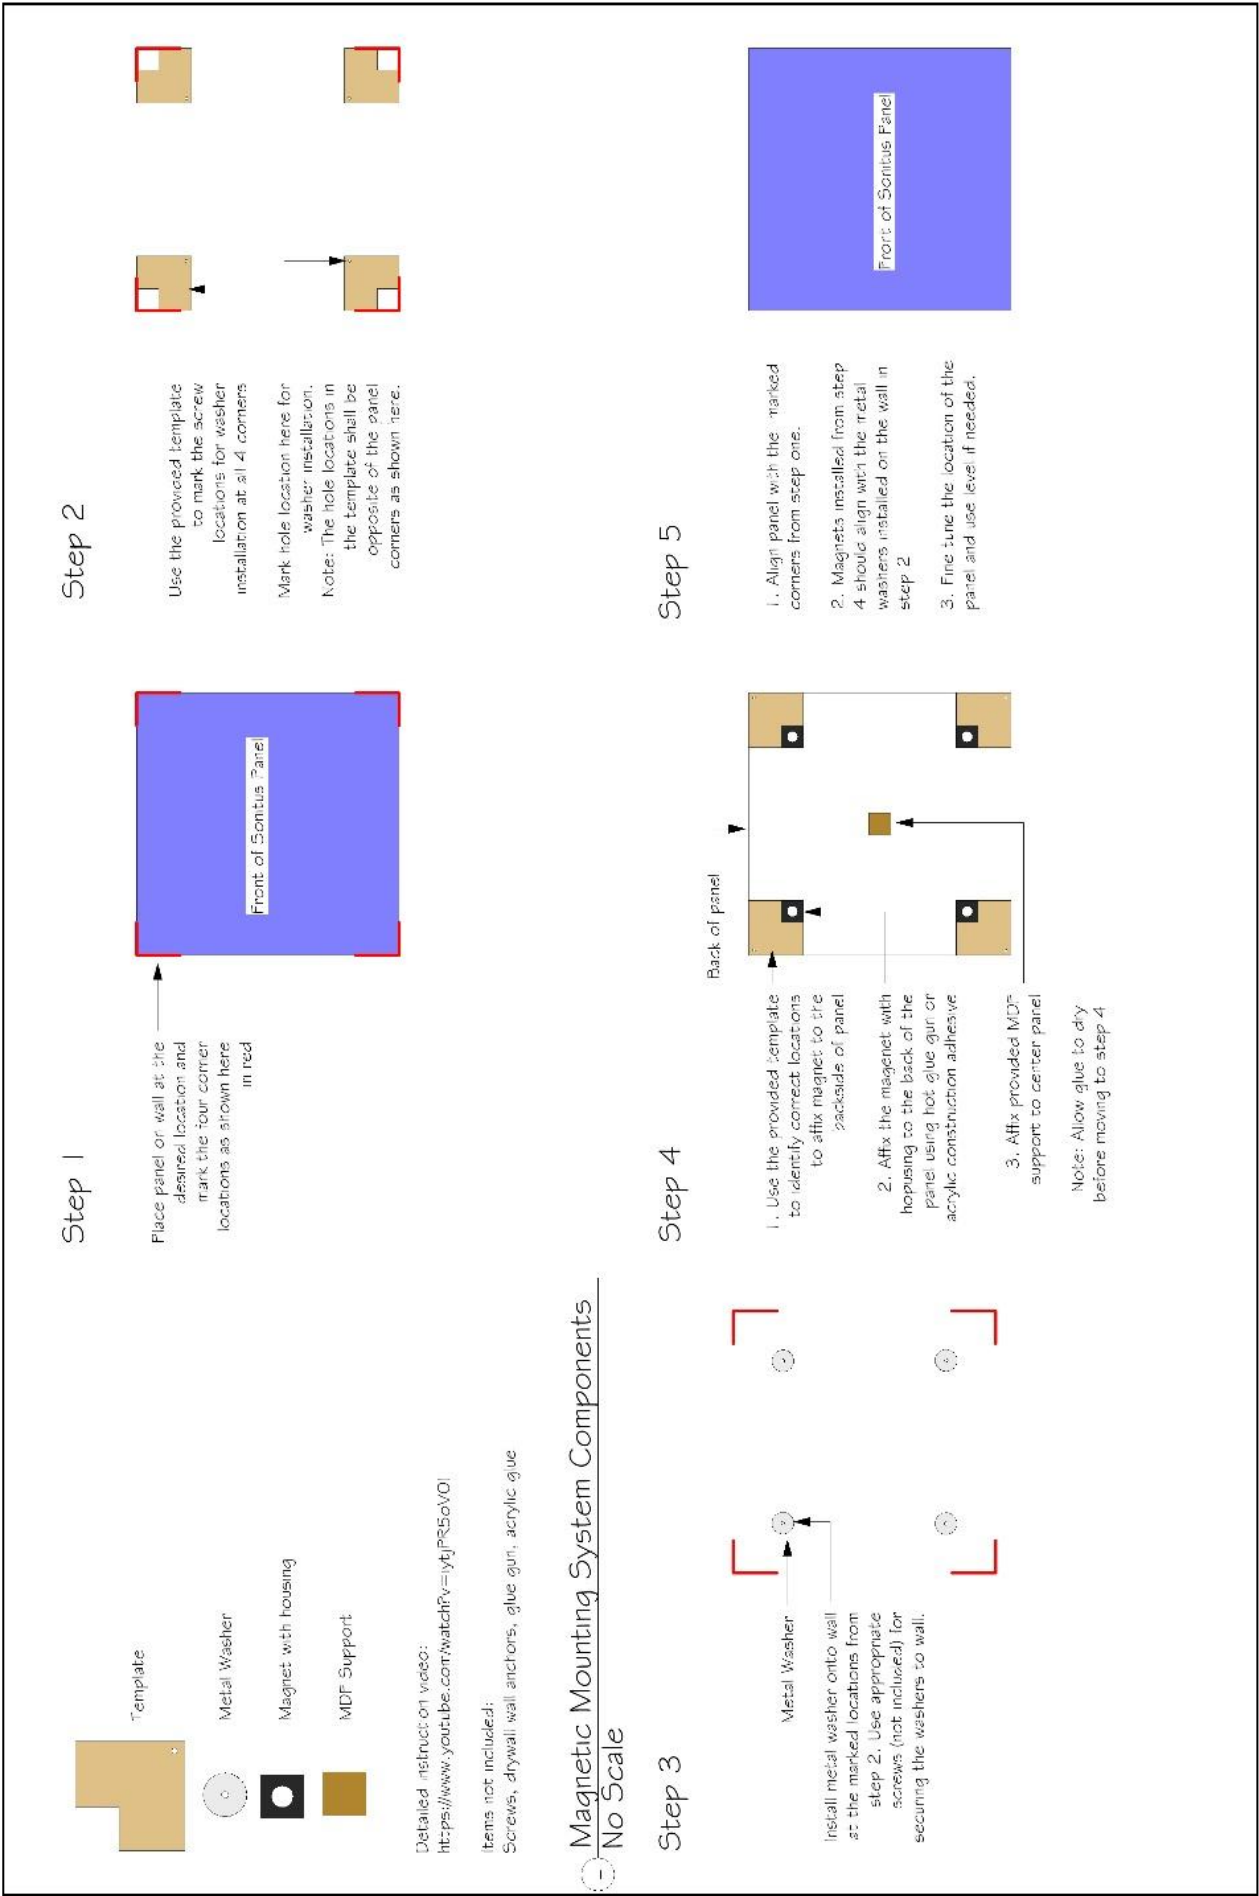 Template
Metal Washer
Magnet with housing
MDF Support
Detailed instruction video:
Items not included:
Screws, drywall wall anchors, glue gun, acrylic glue
Magnetic Mounting System Components
No Scale
Step 1
Place panel on wall at the
desired location and
mark the four corner
locations as shown here
in red
Front of Sonitus Panel
Step 2
Use the provided template
to mark the screw
locations for washer
installation at all 4 corners
Mark hole location here for
washer installation.
Note: The hole locations in
the template shall be
opposite of the panel
corners as shown here.
Step 3
Metal Washer
Install metal washer onto wall
at the marked locations from
step 2. Use appropriate
screws (not included) for
securing the washers to wall.
Step 4
Back of panel
1. Use the provided template
to identify correct locations
to affix magnet to the
backside of panel
2. Affix the magenet with
hopusing to the back of the
panel using hot glue gun or
acrylic construction adhesive
3. Affix provided MDF
support to center panel
Note: Allow glue to dry
before moving to step 4
Step 5
1. Align panel with the marked
corners from step one.
2. Magnets installed from step
4 should align with the metal
washers installed on the wall in
step 2
3. Fine tune the location of the
panel and use level if needed.
Front of Sonitus Panel